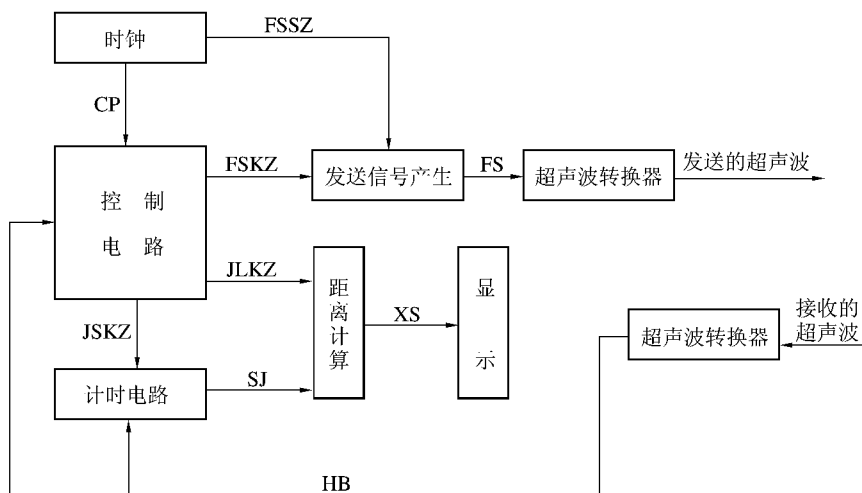 时钟
FSSZ
CP
控 制
电 路
FSKZ
发送信号产生
FS
超声波转换器
发送的超声波
JLKZ
距离计算
XS
显 示
超声波转换器
接收的
超声波
JSKZ
计时电路
SJ
HB